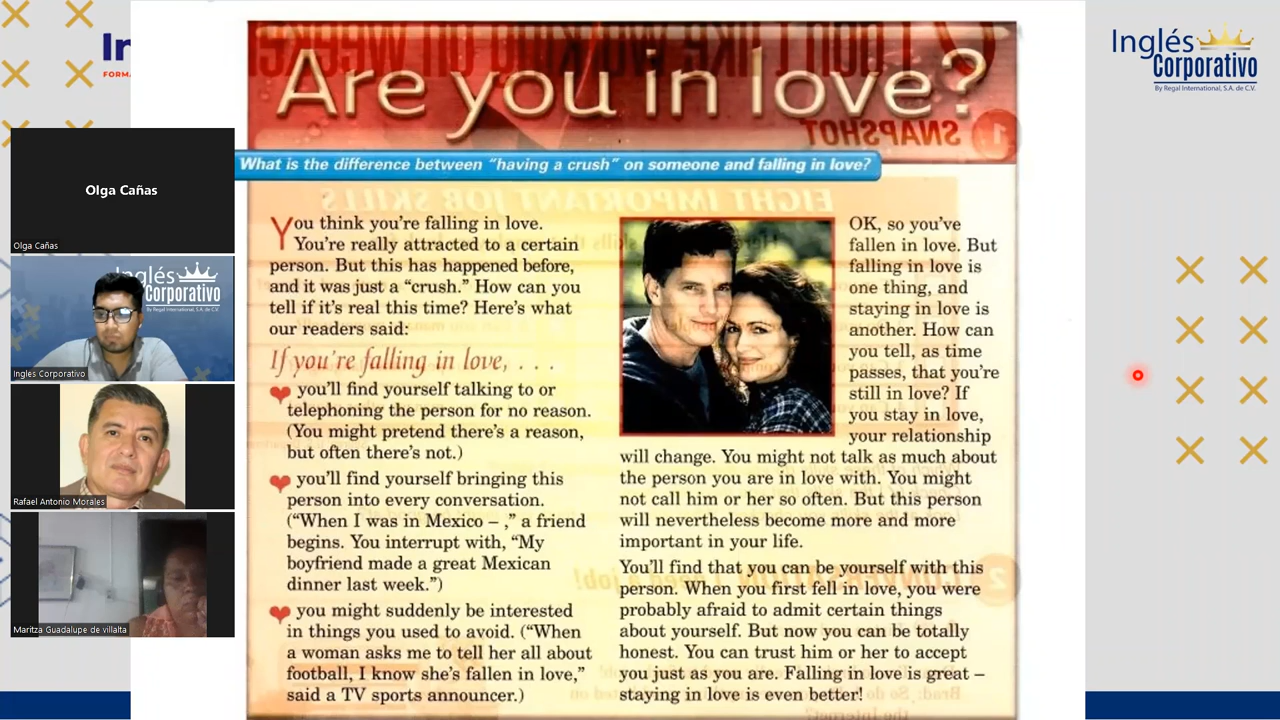 In
FORMA
Inglés
Corporativo
By Regal International, S.A. de C.V.
Olga Cañas
Olga Cañas
Inglés
Corporativo
By Regal International, S.A. de C.V.
Ingles Corporativo
Rafael Antonio Morales
Maritza Guadalupe de villalta
Are you in love?
SNAPSHOT
1
What is the difference between "having a crush" on someone and falling in love?
EIGHT IMPORTANT JOB SKILLS
You think you're falling in love.
You're really attracted to a certain
person. But this has happened before,
and it was just a "crush." How can you
tell if it's real this time? Here's what
our readers said:
If you're falling in love, . . .
you'll find yourself talking to or
telephoning the person for no reason.
(You might pretend there's a reason,
but often there's not.)
you'll find yourself bringing this
person into every conversation.
("When I was in Mexico – ," a friend
begins. You interrupt with, "My
boyfriend made a great Mexican
dinner last week.")
you might suddenly be interested
in things you used to avoid. ("When
a woman asks me to tell her all about
football, I know she's fallen in love,"
said a TV sports announcer.)
OK, so you've
fallen in love. But
falling in love is
one thing, and
staying in love is
another. How can
you tell, as time
passes, that you're
still in love? If
you stay in love,
your relationship
will change. You might not talk as much about
the person you are in love with. You might
not call him or her so often. But this person
will nevertheless become more and more
important in your life.
You'll find that you can be yourself with this
person. When you first fell in love, you were
probably afraid to admit certain things
about yourself. But now you can be totally
honest. You can trust him or her to accept
you just as you are. Falling in love is great –
staying in love is even better!